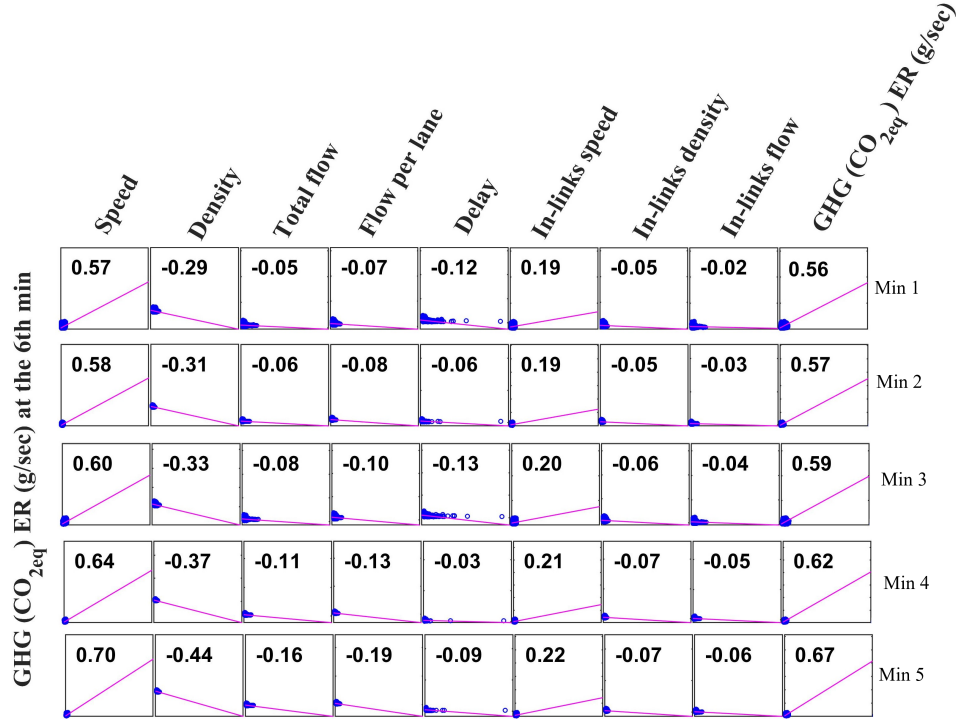 Speed
Density
Total flow
Flow per lane
Delay
In-links speed
In-links density
In-links flow
GHG (CO2eq) ER (g/sec)
GHG (CO2eq) ER (g/sec) at the 6th min
0.57 -0.29 -0.05 -0.07 -0.12 0.19 -0.05 -0.02 0.56 Min 1
0.58 -0.31 -0.06 -0.08 -0.06 0.19 -0.05 -0.03 0.57 Min 2
0.60 -0.33 -0.08 -0.10 -0.13 0.20 -0.06 -0.04 0.59 Min 3
0.64 -0.37 -0.11 -0.13 -0.03 0.21 -0.07 -0.05 0.62 Min 4
0.70 -0.44 -0.16 -0.19 -0.09 0.22 -0.07 -0.06 0.67 Min 5